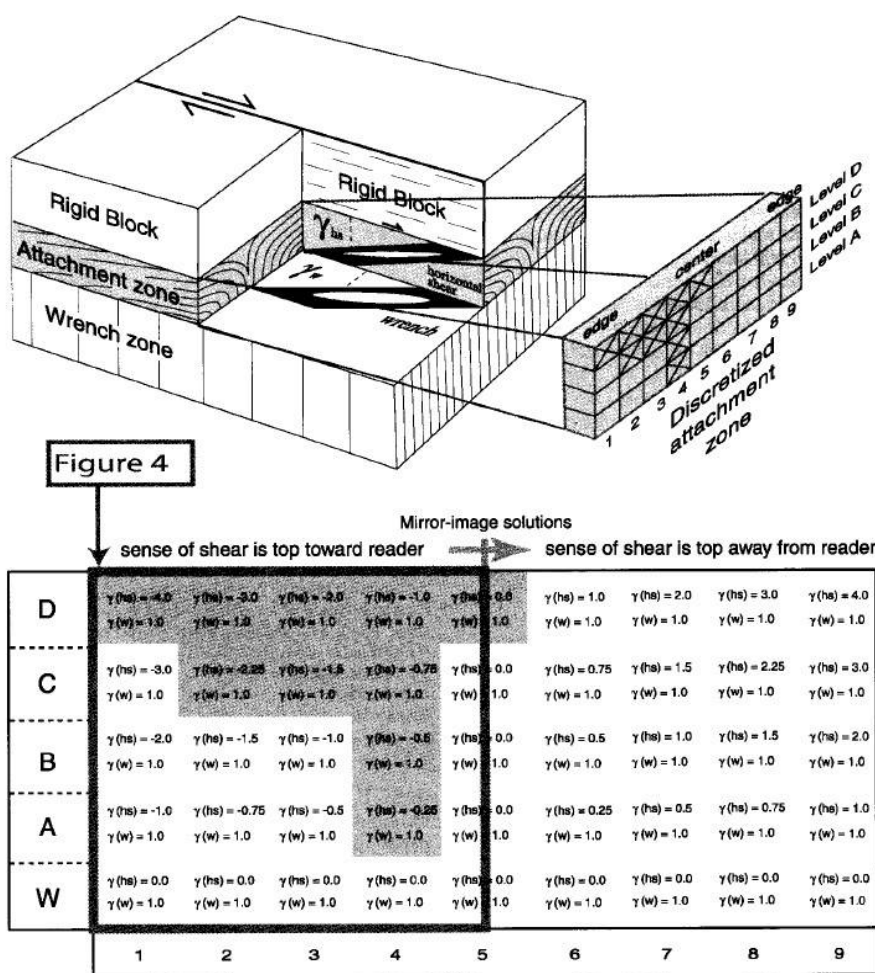 Rigid Block
Attachment zone
Wrench zone
Rigid Block
γhs
γw
horizontal
shear
wrench
edge
center
edge
Level D
Level C
Level B
Level A
1 2 3 4 5 6 7 8 9
Discretized
attachment
zone
Figure 4
Mirror-image solutions
sense of shear is top toward reader
sense of shear is top away from reader
D
γ(hs) = -4.0 γ(hs) = -3.0 γ(hs) = -2.0 γ(hs) = -1.0 γ(hs) = 0.0 γ(hs) = 1.0 γ(hs) = 2.0 γ(hs) = 3.0 γ(hs) = 4.0
γ(w) = 1.0 γ(w) = 1.0 γ(w) = 1.0 γ(w) = 1.0 γ(w) = 1.0 γ(w) = 1.0 γ(w) = 1.0 γ(w) = 1.0 γ(w) = 1.0
C
γ(hs) = -3.0 γ(hs) = -2.25 γ(hs) = -1.5 γ(hs) = -0.75 γ(hs) = 0.0 γ(hs) = 0.75 γ(hs) = 1.5 γ(hs) = 2.25 γ(hs) = 3.0
γ(w) = 1.0 γ(w) = 1.0 γ(w) = 1.0 γ(w) = 1.0 γ(w) = 1.0 γ(w) = 1.0 γ(w) = 1.0 γ(w) = 1.0 γ(w) = 1.0
B
γ(hs) = -2.0 γ(hs) = -1.5 γ(hs) = -1.0 γ(hs) = -0.5 γ(hs) = 0.0 γ(hs) = 0.5 γ(hs) = 1.0 γ(hs) = 1.5 γ(hs) = 2.0
γ(w) = 1.0 γ(w) = 1.0 γ(w) = 1.0 γ(w) = 1.0 γ(w) = 1.0 γ(w) = 1.0 γ(w) = 1.0 γ(w) = 1.0 γ(w) = 1.0
A
γ(hs) = -1.0 γ(hs) = -0.75 γ(hs) = -0.5 γ(hs) = -0.25 γ(hs) = 0.0 γ(hs) = 0.25 γ(hs) = 0.5 γ(hs) = 0.75 γ(hs) = 1.0
γ(w) = 1.0 γ(w) = 1.0 γ(w) = 1.0 γ(w) = 1.0 γ(w) = 1.0 γ(w) = 1.0 γ(w) = 1.0 γ(w) = 1.0 γ(w) = 1.0
W
γ(hs) = 0.0 γ(hs) = 0.0 γ(hs) = 0.0 γ(hs) = 0.0 γ(hs) = 0.0 γ(hs) = 0.0 γ(hs) = 0.0 γ(hs) = 0.0 γ(hs) = 0.0
γ(w) = 1.0 γ(w) = 1.0 γ(w) = 1.0 γ(w) = 1.0 γ(w) = 1.0 γ(w) = 1.0 γ(w) = 1.0 γ(w) = 1.0 γ(w) = 1.0
1 2 3 4 5 6 7 8 9